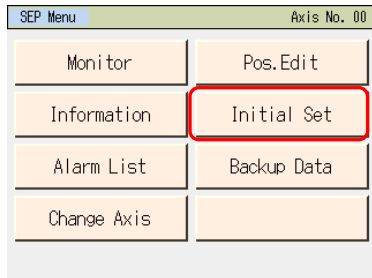 SEP Menu Axis No. 00
Monitor Pos.Edit
Information Initial Set
Alarm List Backup Data
Change Axis